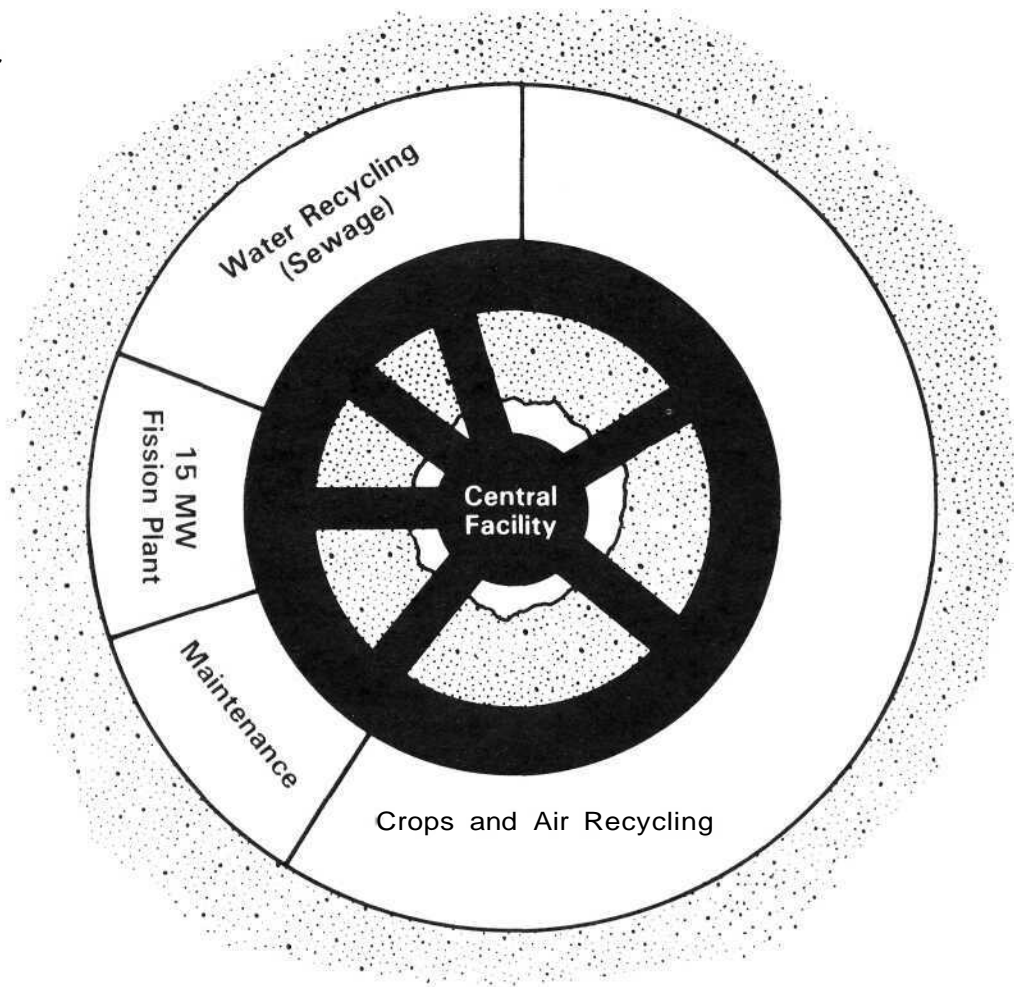 Water Recycling
(Sewage)
15 MW
Fission Plant
Central
Facility
Maintenance
Crops and Air Recycling